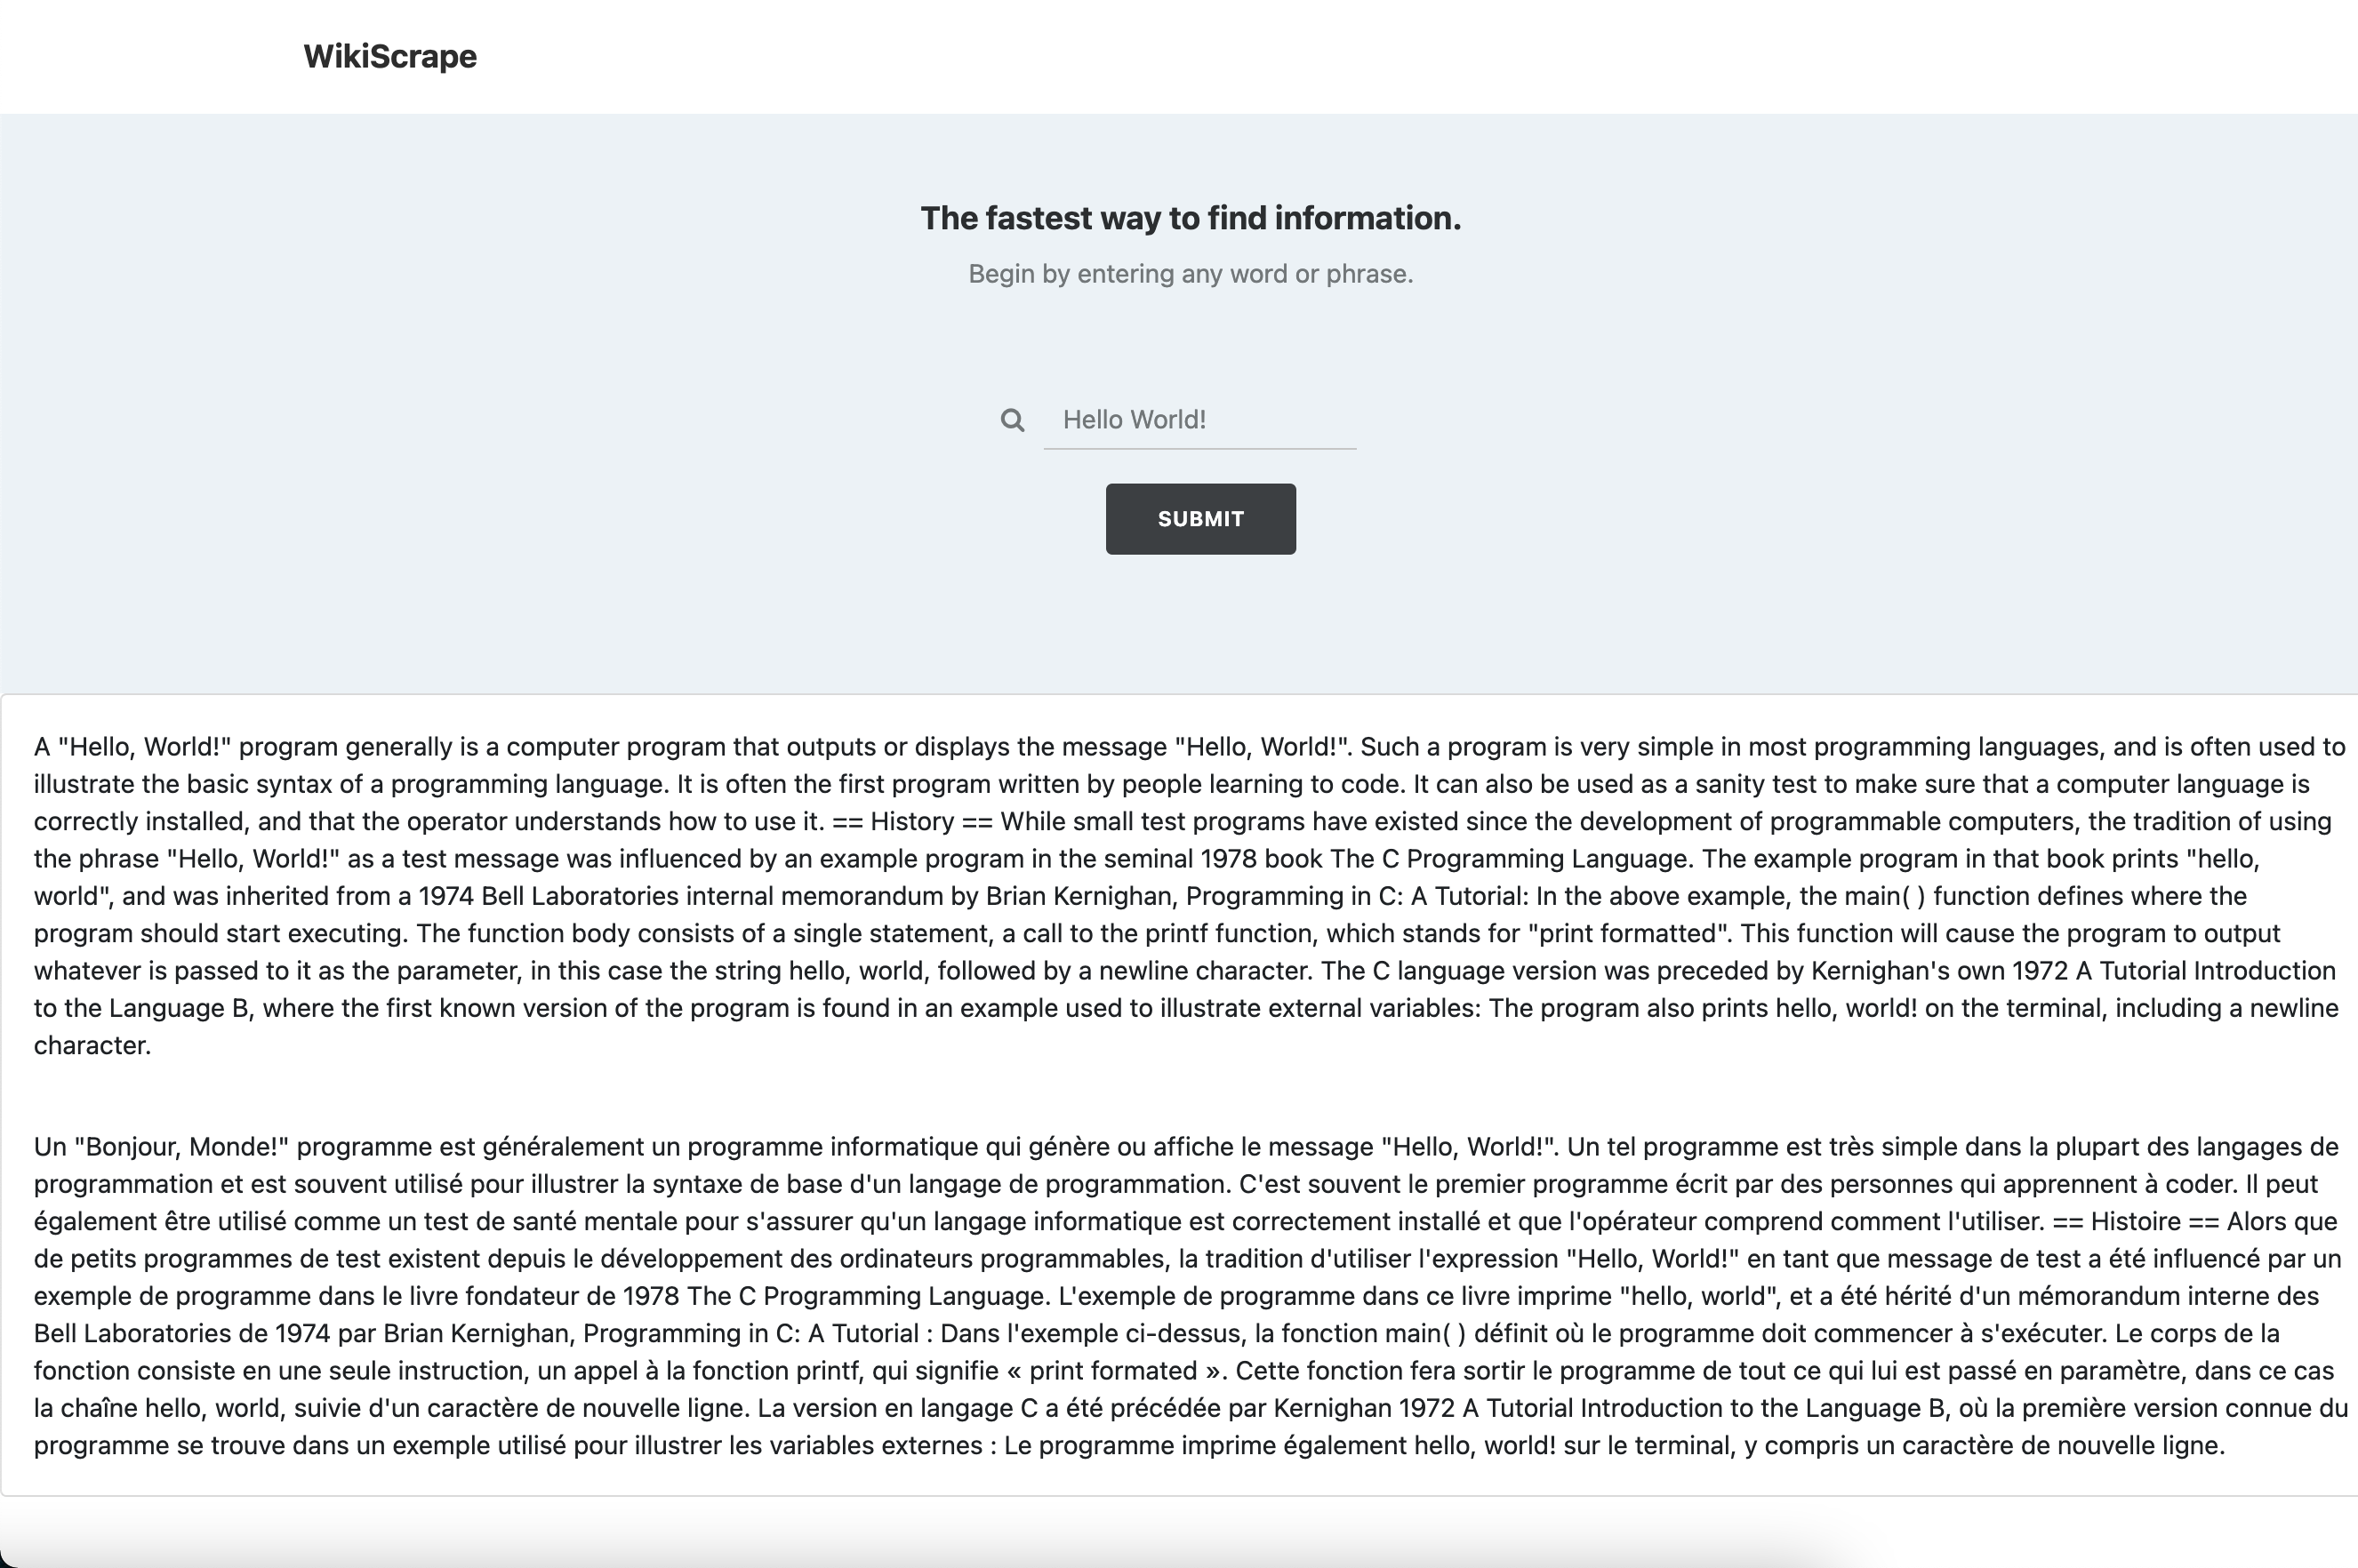 WikiScrape
The fastest way to find information.
Begin by entering any word or phrase.
Hello World!
SUBMIT
A "Hello, World!" program generally is a computer program that outputs or displays the message "Hello, World!". Such a program is very simple in most programming languages, and is often used to
illustrate the basic syntax of a programming language. It is often the first program written by people learning to code. It can also be used as a sanity test to make sure that a computer language is
correctly installed, and that the operator understands how to use it. == History == While small test programs have existed since the development of programmable computers, the tradition of using
the phrase "Hello, World!" as a test message was influenced by an example program in the seminal 1978 book The C Programming Language. The example program in that book prints "hello,
world", and was inherited from a 1974 Bell Laboratories internal memorandum by Brian Kernighan, Programming in C: A Tutorial: In the above example, the main( ) function defines where the
program should start executing. The function body consists of a single statement, a call to the printf function, which stands for "print formatted". This function will cause the program to output
whatever is passed to it as the parameter, in this case the string hello, world, followed by a newline character. The C language version was preceded by Kernighan's own 1972 A Tutorial Introduction
to the Language B, where the first known version of the program is found in an example used to illustrate external variables: The program also prints hello, world! on the terminal, including a newline
character.
Un "Bonjour, Monde!" programme est généralement un programme informatique qui génère ou affiche le message "Hello, World!". Un tel programme est très simple dans la plupart des langages de
programmation et est souvent utilisé pour illustrer la syntaxe de base d'un langage de programmation. C'est souvent le premier programme écrit par des personnes qui apprennent à coder. Il peut
également être utilisé comme un test de santé mentale pour s'assurer qu'un langage informatique est correctement installé et que l'opérateur comprend comment l'utiliser. == Histoire == Alors que
de petits programmes de test existent depuis le développement des ordinateurs programmables, la tradition d'utiliser l'expression "Hello, World!" en tant que message de test a été influencé par un
exemple de programme dans le livre fondateur de 1978 The C Programming Language. L'exemple de programme dans ce livre imprime "hello, world", et a été hérité d'un mémorandum interne des
Bell Laboratories de 1974 par Brian Kernighan, Programming in C: A Tutorial : Dans l'exemple ci-dessus, la fonction main( ) définit où le programme doit commencer à s'exécuter. Le corps de la
fonction consiste en une seule instruction, un appel à la fonction printf, qui signifie « print formated ». Cette fonction fera sortir le programme de tout ce qui lui est passé en paramètre, dans ce cas
la chaîne hello, world, suivie d'un caractère de nouvelle ligne. La version en langage C a été précédée par Kernighan 1972 A Tutorial Introduction to the Language B, où la première version connue du
programme se trouve dans un exemple utilisé pour illustrer les variables externes : Le programme imprime également hello, world! sur le terminal, y compris un caractère de nouvelle ligne.